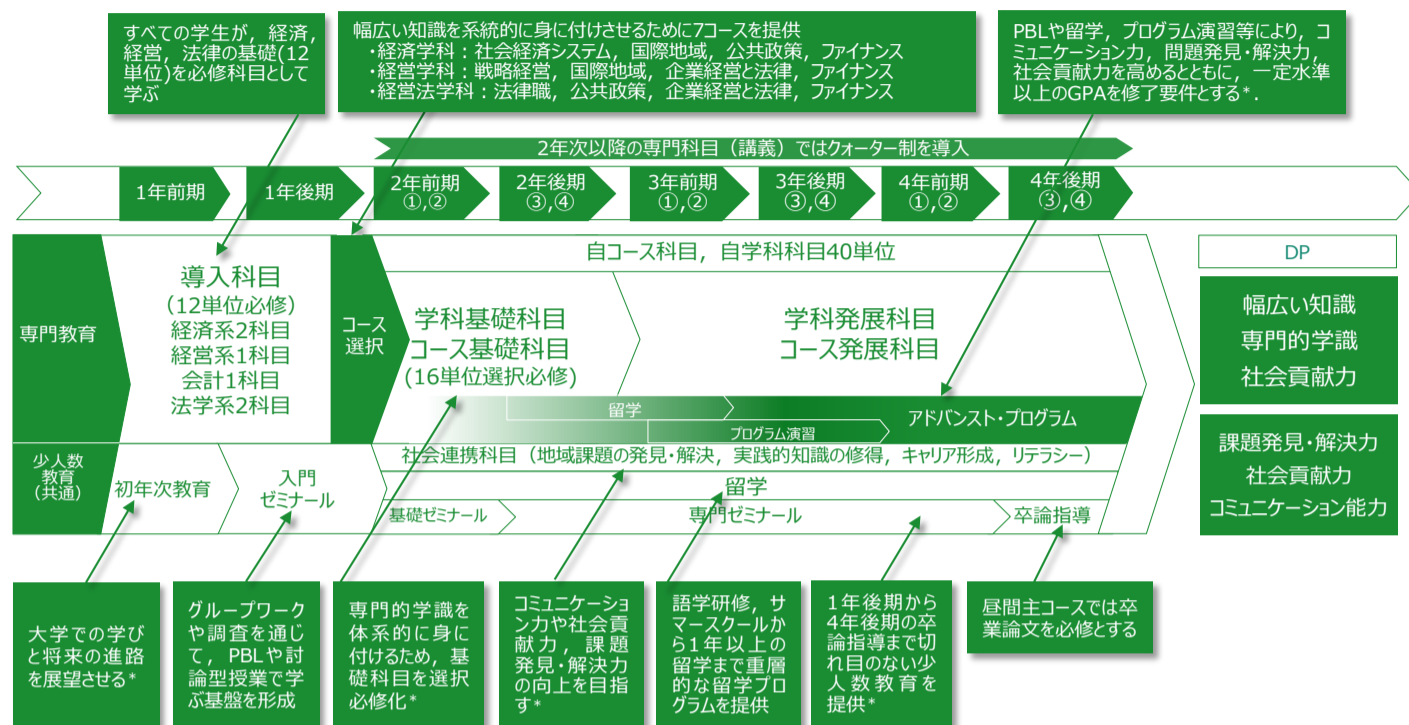 すべての学生が，経済，
経営，法律の基礎(12
単位)を必修科目として
学ぶ
幅広い知識を系統的に身に付けさせるために7コースを提供
・経済学科：社会経済システム，国際地域，公共政策，ファイナンス
・経営学科：戦略経営，国際地域，企業経営と法律，ファイナンス
・経営法学科：法律職，公共政策，企業経営と法律，ファイナンス
PBLや留学，プログラム演習等により，コ
ミュニケーション力，問題発見・解決力，
社会貢献力を高めるとともに，一定水準
以上のGPAを修了要件とする*．
2年次以降の専門科目（講義）ではクォーター制を導入
1年前期
1年後期
2年前期
①,②
2年後期
③,④
3年前期
①,②
3年後期
③,④
4年前期
①,②
4年後期
③,④
専門教育
導入科目
（12単位必修）
経済系2科目
経営系1科目
会計1科目
法学系2科目
コース
選択
自コース科目，自学科科目40単位
学科基礎科目
コース基礎科目
（16単位選択必修）
学科発展科目
コース発展科目
留学
プログラム演習
アドバンスト・プログラム
DP
幅広い知識
専門的学識
社会貢献力
課題発見・解決力
社会貢献力
コミュニケーション能力
少人数
教育
（共通）
初年次教育
入門
ゼミナール
社会連携科目（地域課題の発見・解決，実践的知識の修得，キャリア形成，リテラシー）
留学
基礎ゼミナール
専門ゼミナール
卒論指導
大学での学び
と将来の進路
を展望させる*
グループワーク
や調査を通じ
て，PBLや討
論型授業で学
ぶ基盤を形成
専門的学識を
体系的に身に
付けるため，基
礎科目を選択
必修化*
コミュニケーショ
ン力や社会貢
献力，課題
発見・解決力
の向上を目指
す*
語学研修，サ
マースクールか
ら1年以上の
留学まで重層
的な留学プロ
グラムを提供
1年後期から
4年後期の卒
論指導まで切
れ目のない少
人数教育を
提供*
昼間主コースでは卒
業論文を必修とする